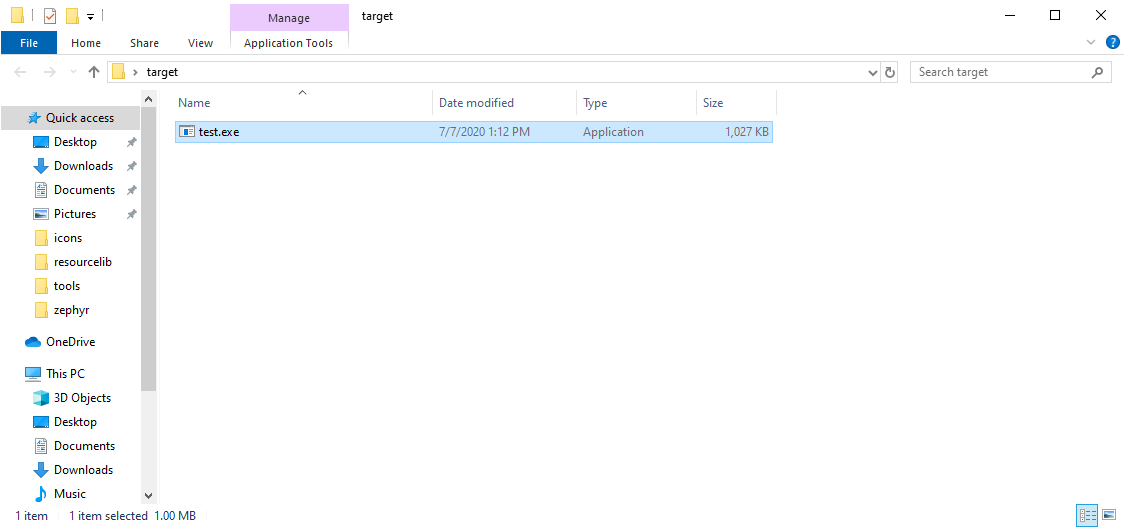 Manage
target
File
Home
Share
View
Application Tools
target
Search target
Name
Date modified
Type
Size
test.exe
7/7/2020 1:12 PM
Application
1,027 KB
Quick access
Desktop
Downloads
Documents
Pictures
icons
resourcelib
tools
zephyr
OneDrive
This PC
3D Objects
Desktop
Documents
Downloads
Music
1 item
1 item selected 1.00 MB